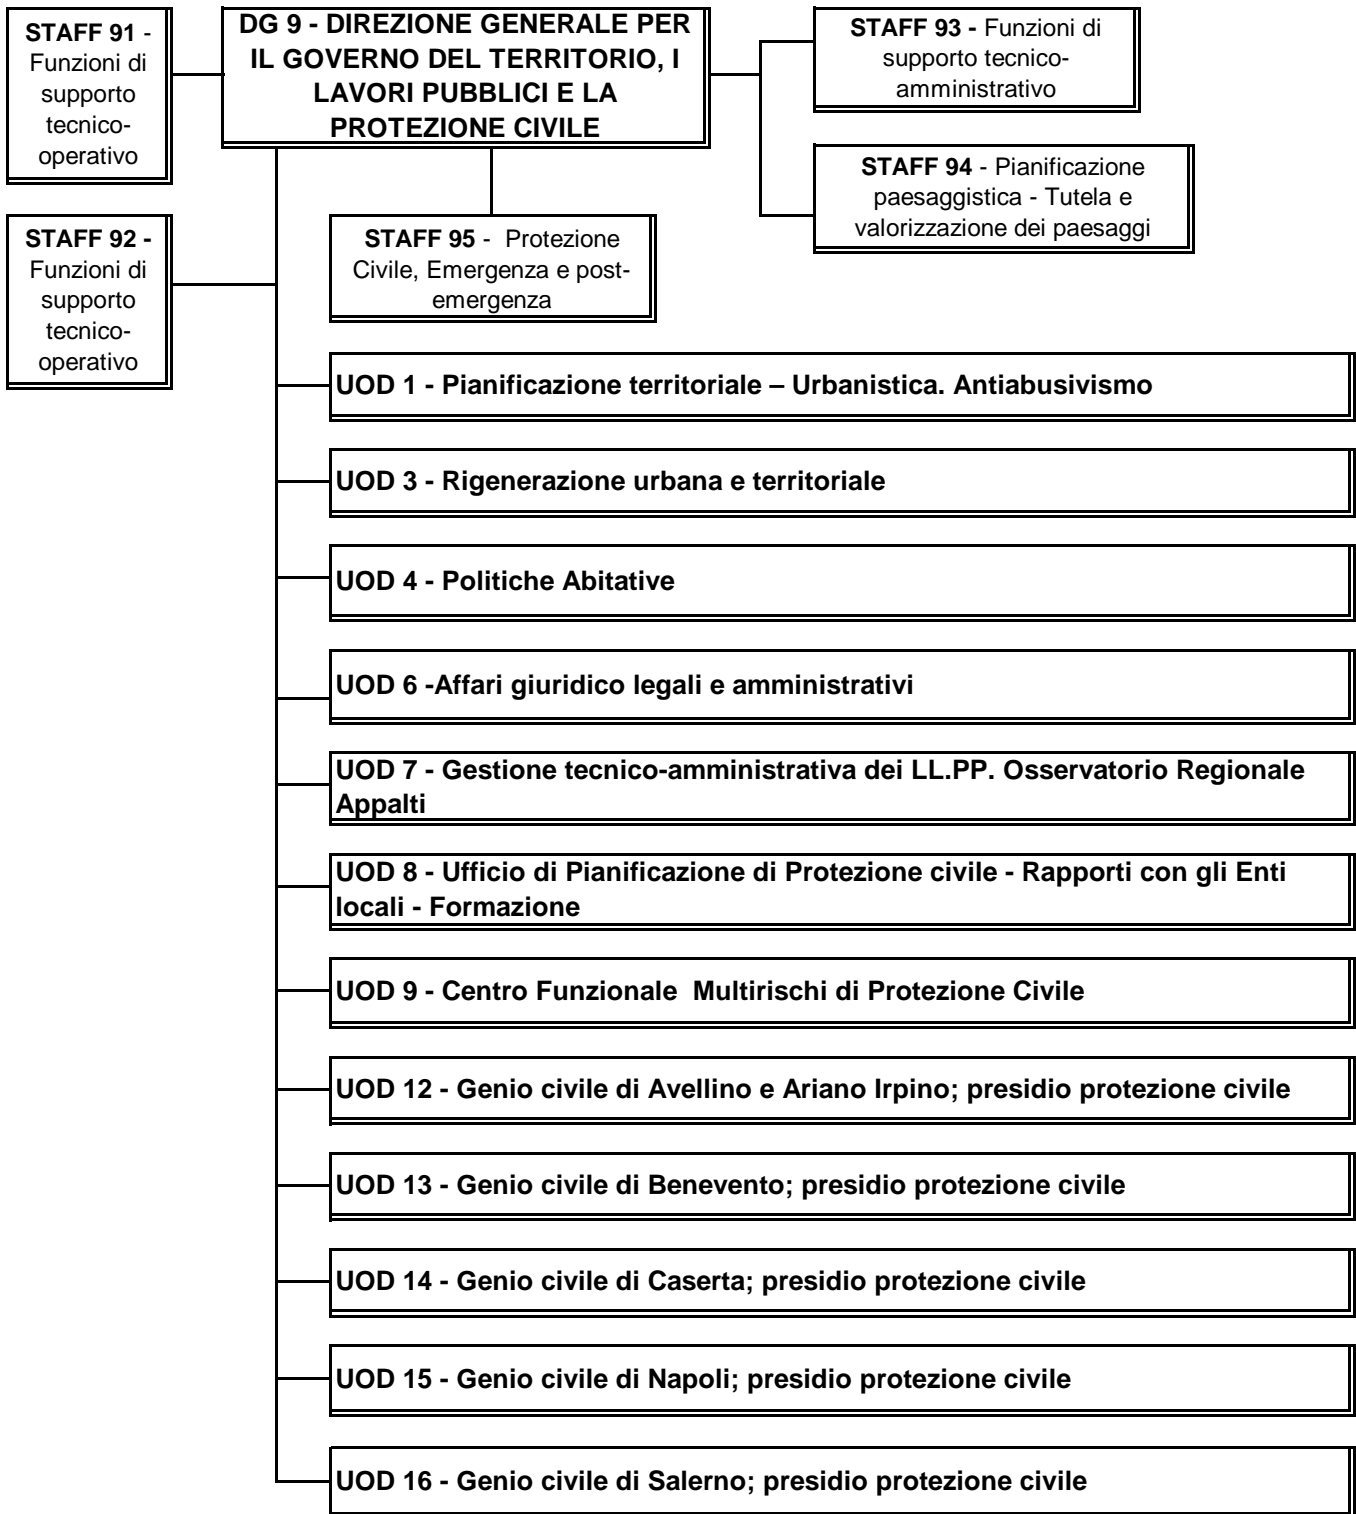 STAFF 91 -
Funzioni di
supporto
tecnico-
operativo
DG 9 - DIREZIONE GENERALE PER
IL GOVERNO DEL TERRITORIO, I
LAVORI PUBBLICI E LA
PROTEZIONE CIVILE
STAFF 93 - Funzioni di
supporto tecnico-
amministrativo
STAFF 94 - Pianificazione
paesaggistica - Tutela e
valorizzazione dei paesaggi
STAFF 92 -
Funzioni di
supporto
tecnico-
operativo
STAFF 95 -  Protezione
Civile, Emergenza e post-
emergenza
UOD 1 - Pianificazione territoriale – Urbanistica. Antiabusivismo
UOD 3 - Rigenerazione urbana e territoriale
UOD 4 - Politiche Abitative
UOD 6 -Affari giuridico legali e amministrativi
UOD 7 - Gestione tecnico-amministrativa dei LL.PP. Osservatorio Regionale
Appalti
UOD 8 - Ufficio di Pianificazione di Protezione civile - Rapporti con gli Enti
locali - Formazione
UOD 9 - Centro Funzionale  Multirischi di Protezione Civile
UOD 12 - Genio civile di Avellino e Ariano Irpino; presidio protezione civile
UOD 13 - Genio civile di Benevento; presidio protezione civile
UOD 14 - Genio civile di Caserta; presidio protezione civile
UOD 15 - Genio civile di Napoli; presidio protezione civile
UOD 16 - Genio civile di Salerno; presidio protezione civile